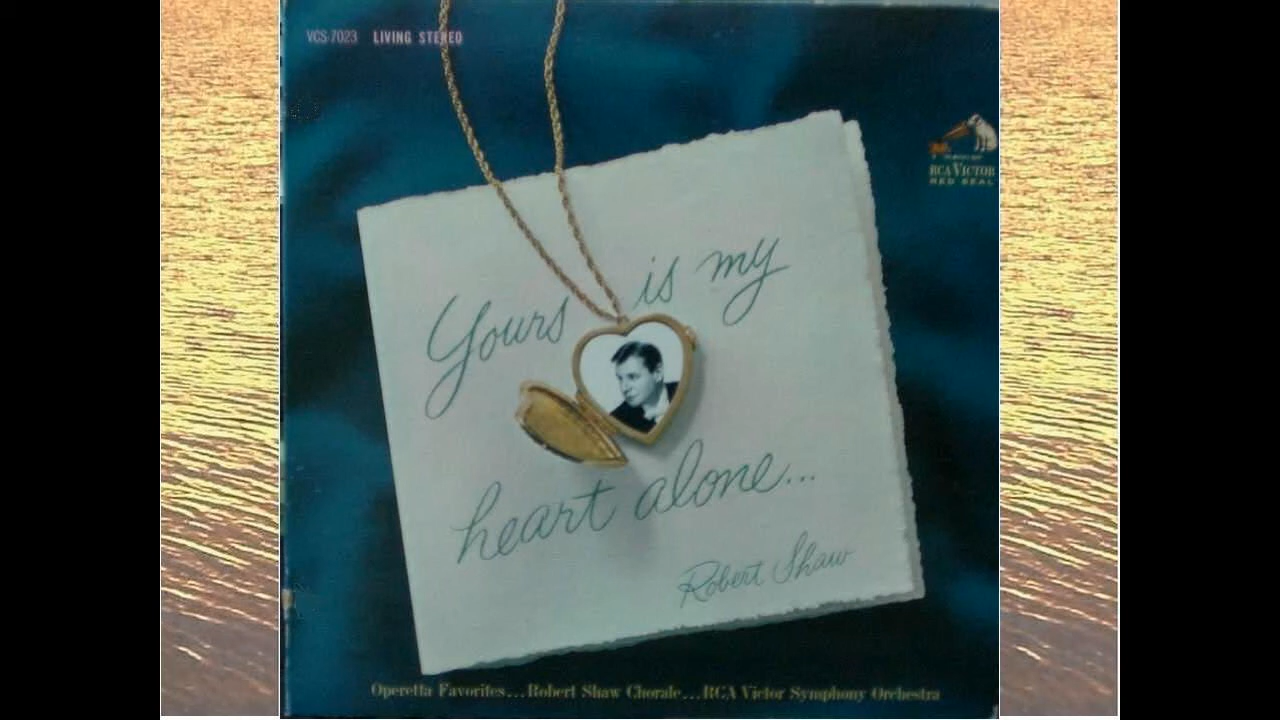 VCS-7023 LIVING STEREO
RCA VICTOR
RED SEAL
Yours is my
heart alone...
Robert Shaw
Operetta Favorites...Robert Shaw Chorale...RCA Victor Symphony Orchestra